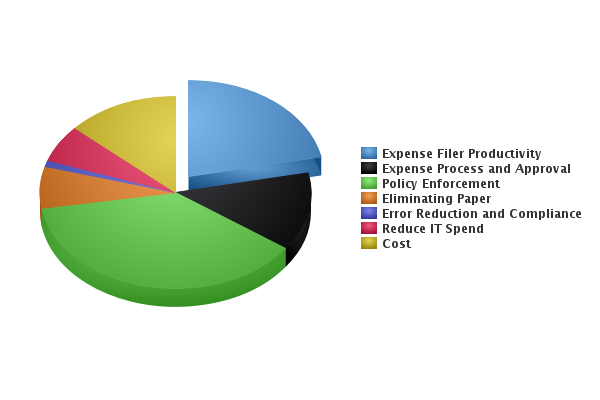 Expense Filer Productivity
Expense Process and Approval
Policy Enforcement
Eliminating Paper
Error Reduction and Compliance
Reduce IT Spend
Cost